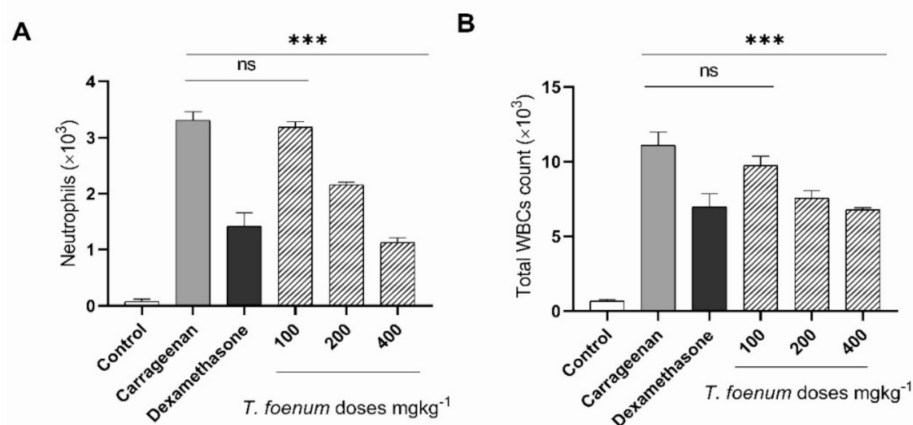 A
***
ns
Neutrophils (×10³)
4
3
2
1
0
Control
Carrageenan
Dexamethasone
100
200
400
T. foenum doses mgkg⁻¹
B
***
ns
Total WBCs count (×10³)
15
10
5
0
Control
Carrageenan
Dexamethasone
100
200
400
T. foenum doses mgkg⁻¹